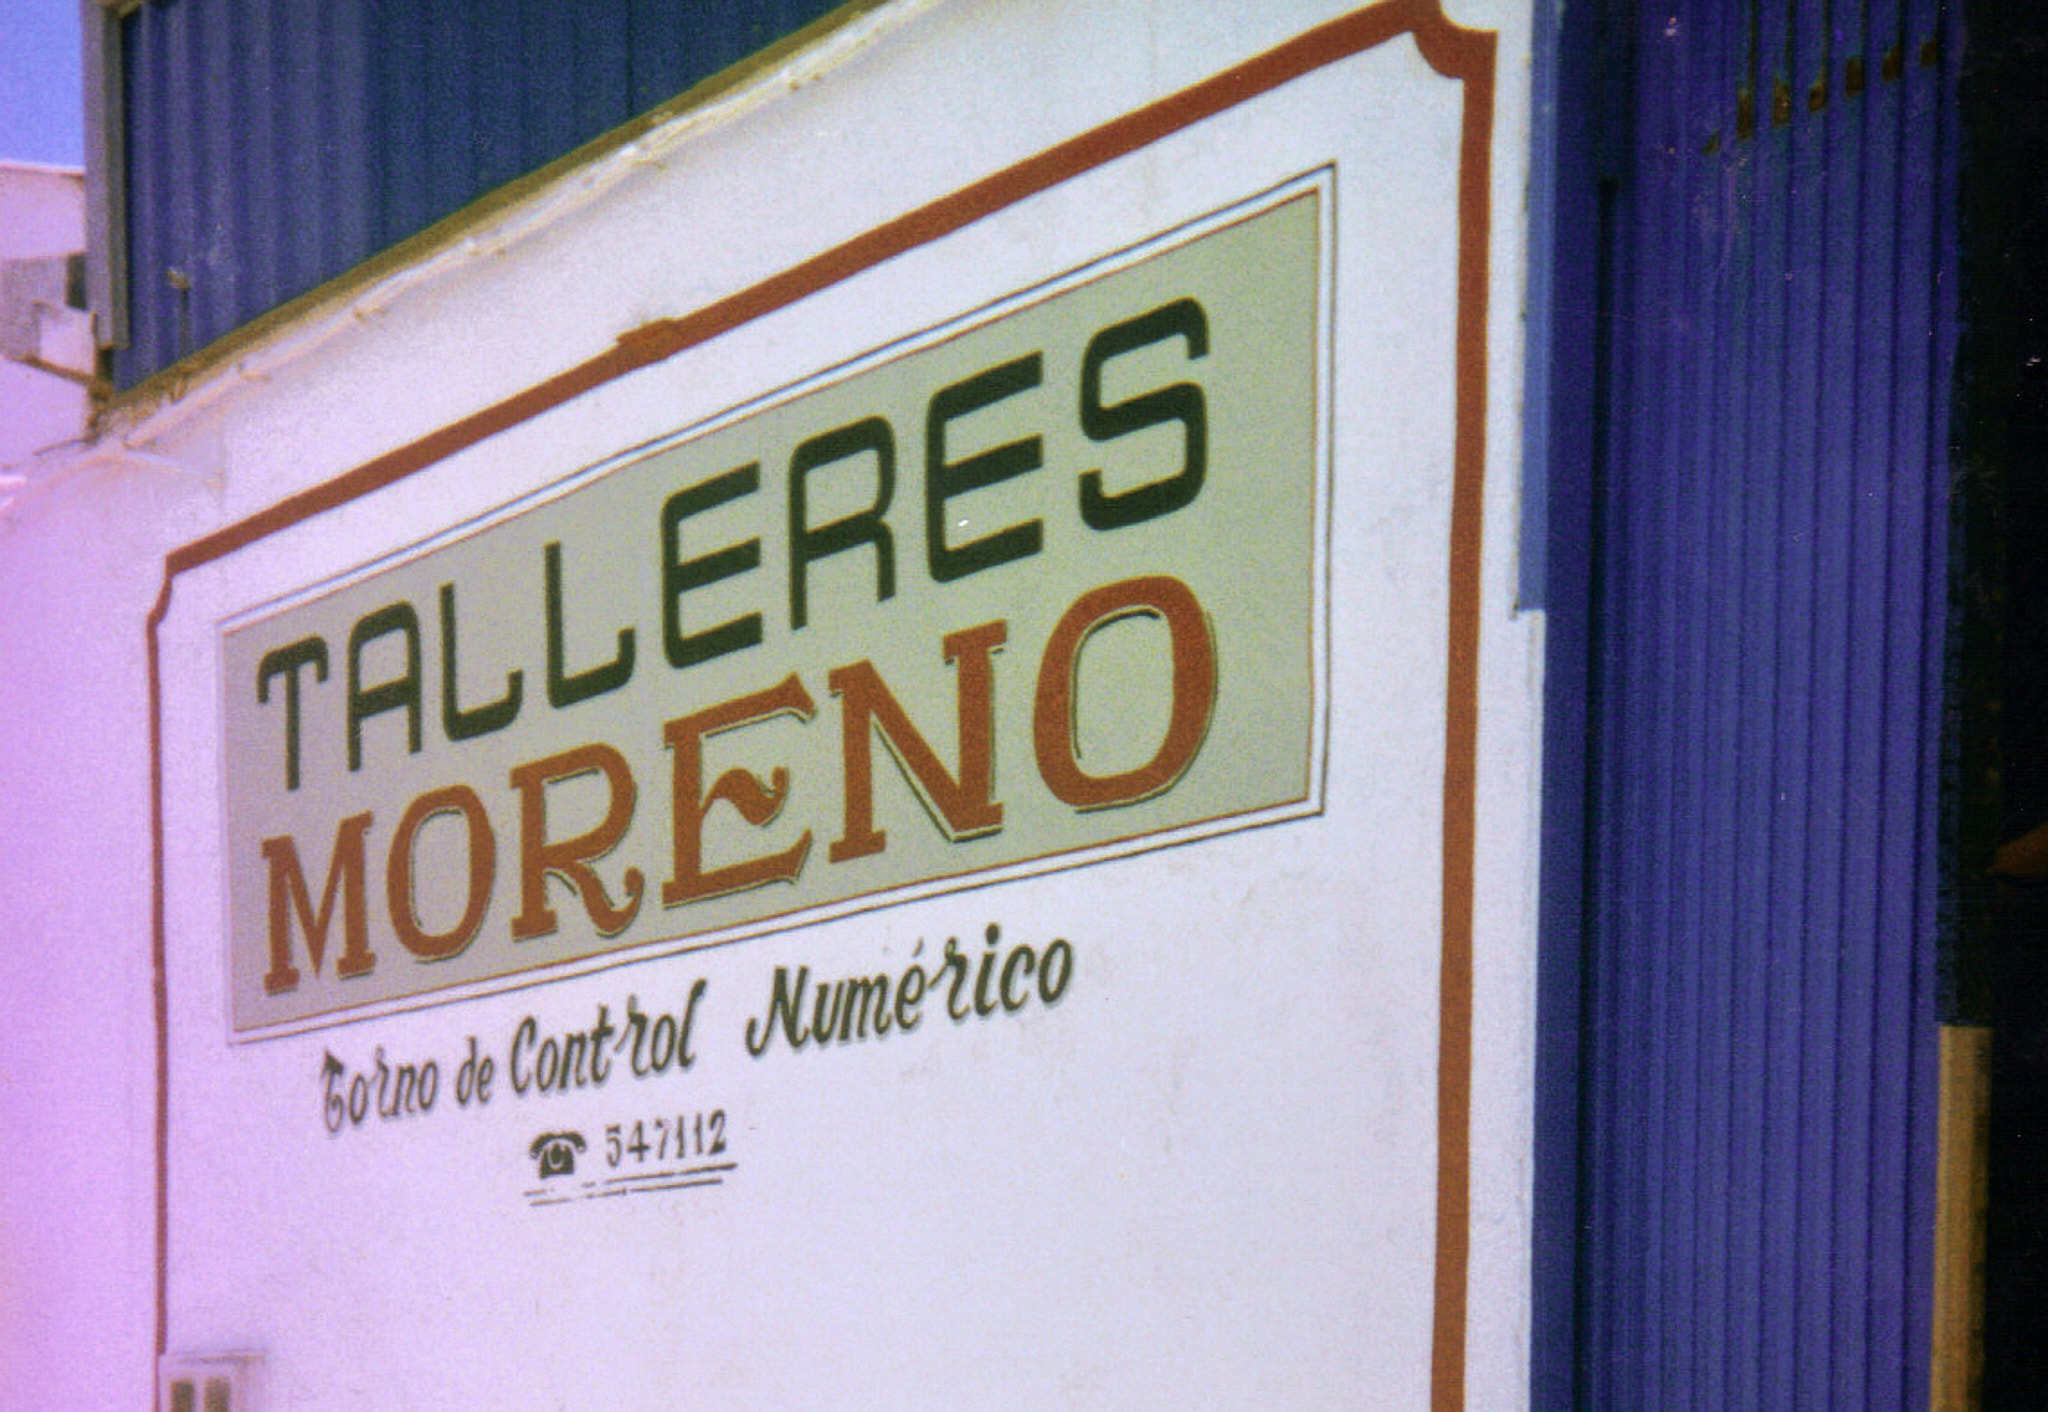 TALLERES
MORENO
Torno de Control Numérico
☎ 547112